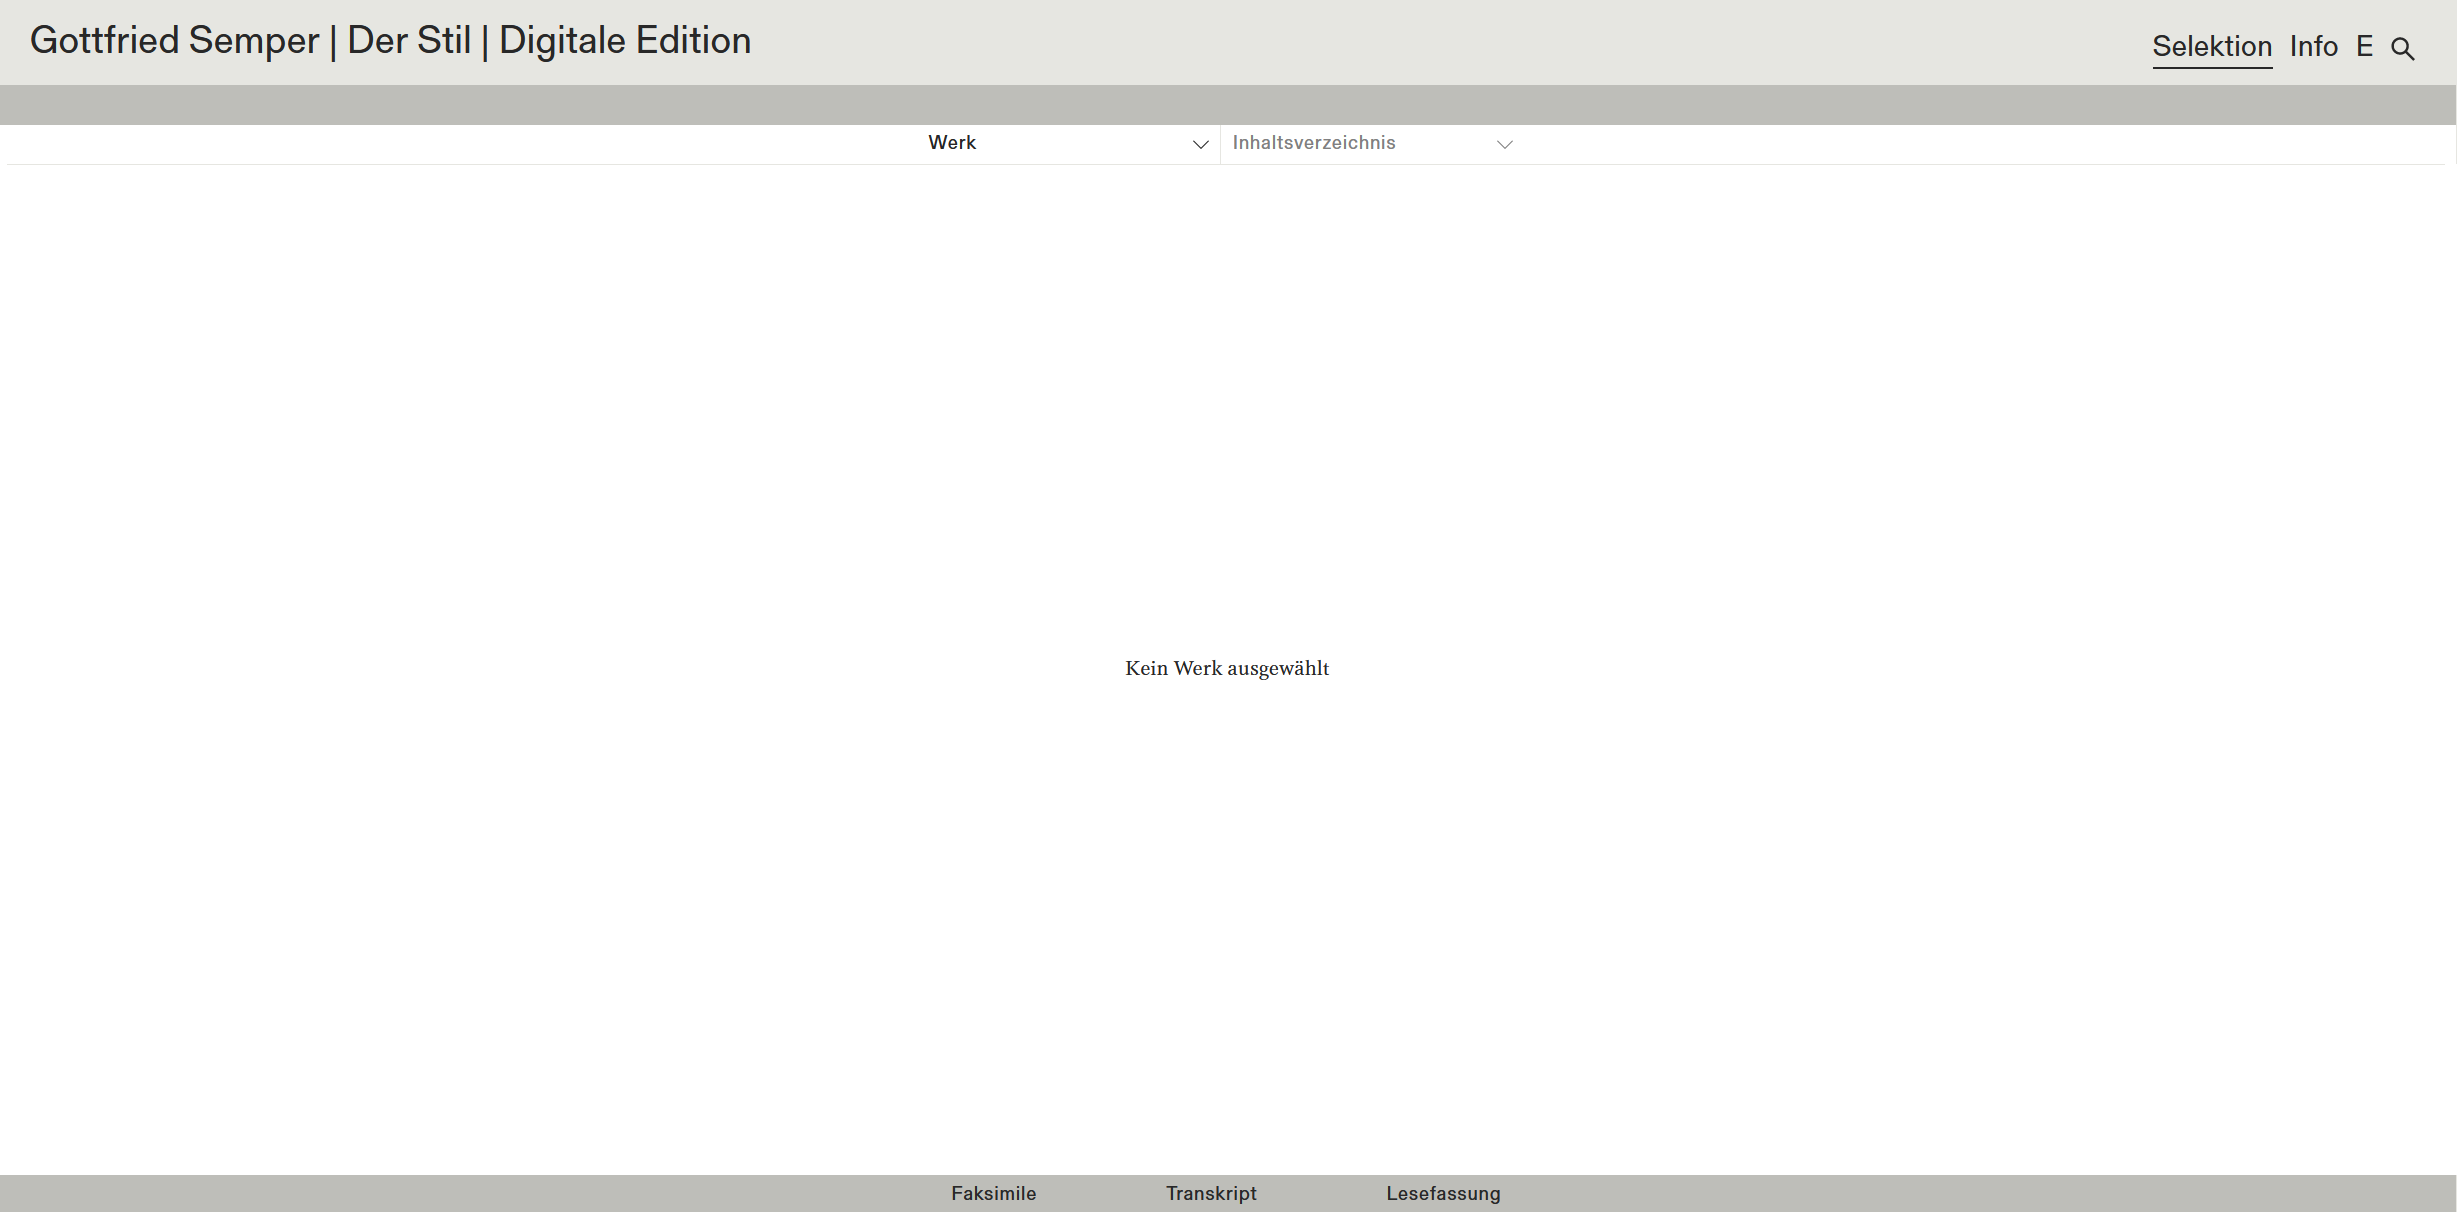 Gottfried Semper | Der Stil | Digitale Edition
Selektion Info E
Werk Inhaltsverzeichnis
Kein Werk ausgewählt
Faksimile Transkript Lesefassung